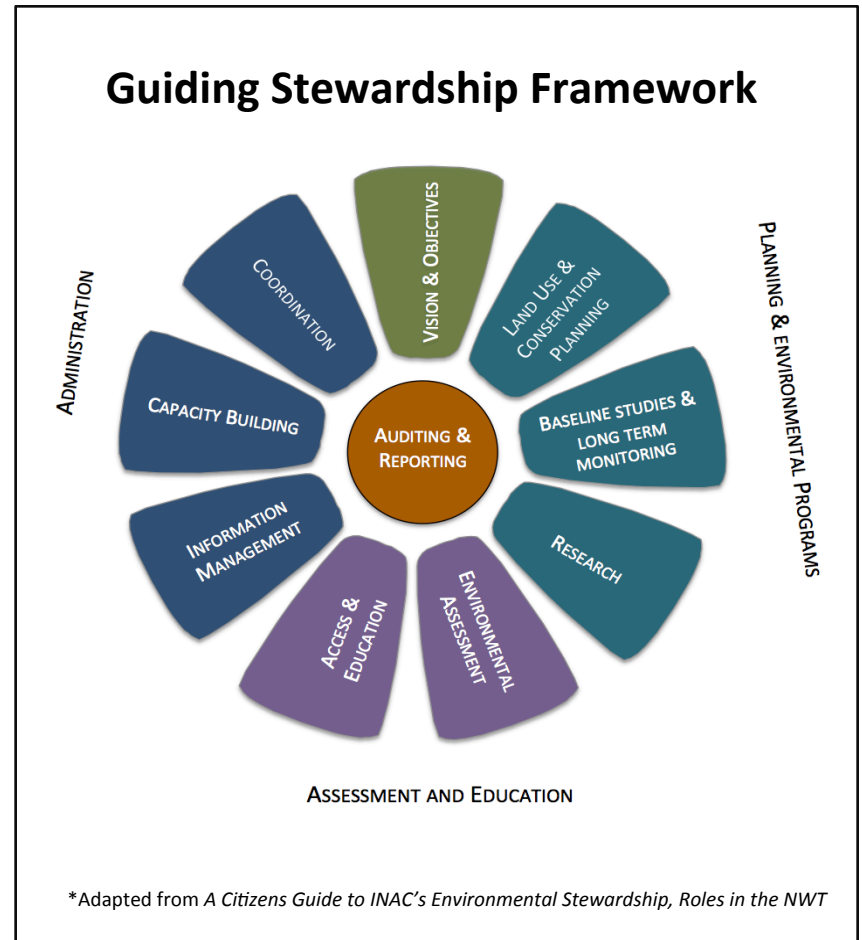 Guiding Stewardship Framework
VISION & OBJECTIVES
LAND USE &
CONSERVATION
PLANNING
BASELINE STUDIES &
LONG TERM
MONITORING
RESEARCH
PLANNING & ENVIRONMENTAL PROGRAMS
ENVIRONMENTAL
ASSESSMENT
ACCESS &
EDUCATION
ASSESSMENT AND EDUCATION
INFORMATION
MANAGEMENT
CAPACITY BUILDING
COORDINATION
ADMINISTRATION
AUDITING &
REPORTING
*Adapted from A Citizens Guide to INAC’s Environmental Stewardship, Roles in the NWT